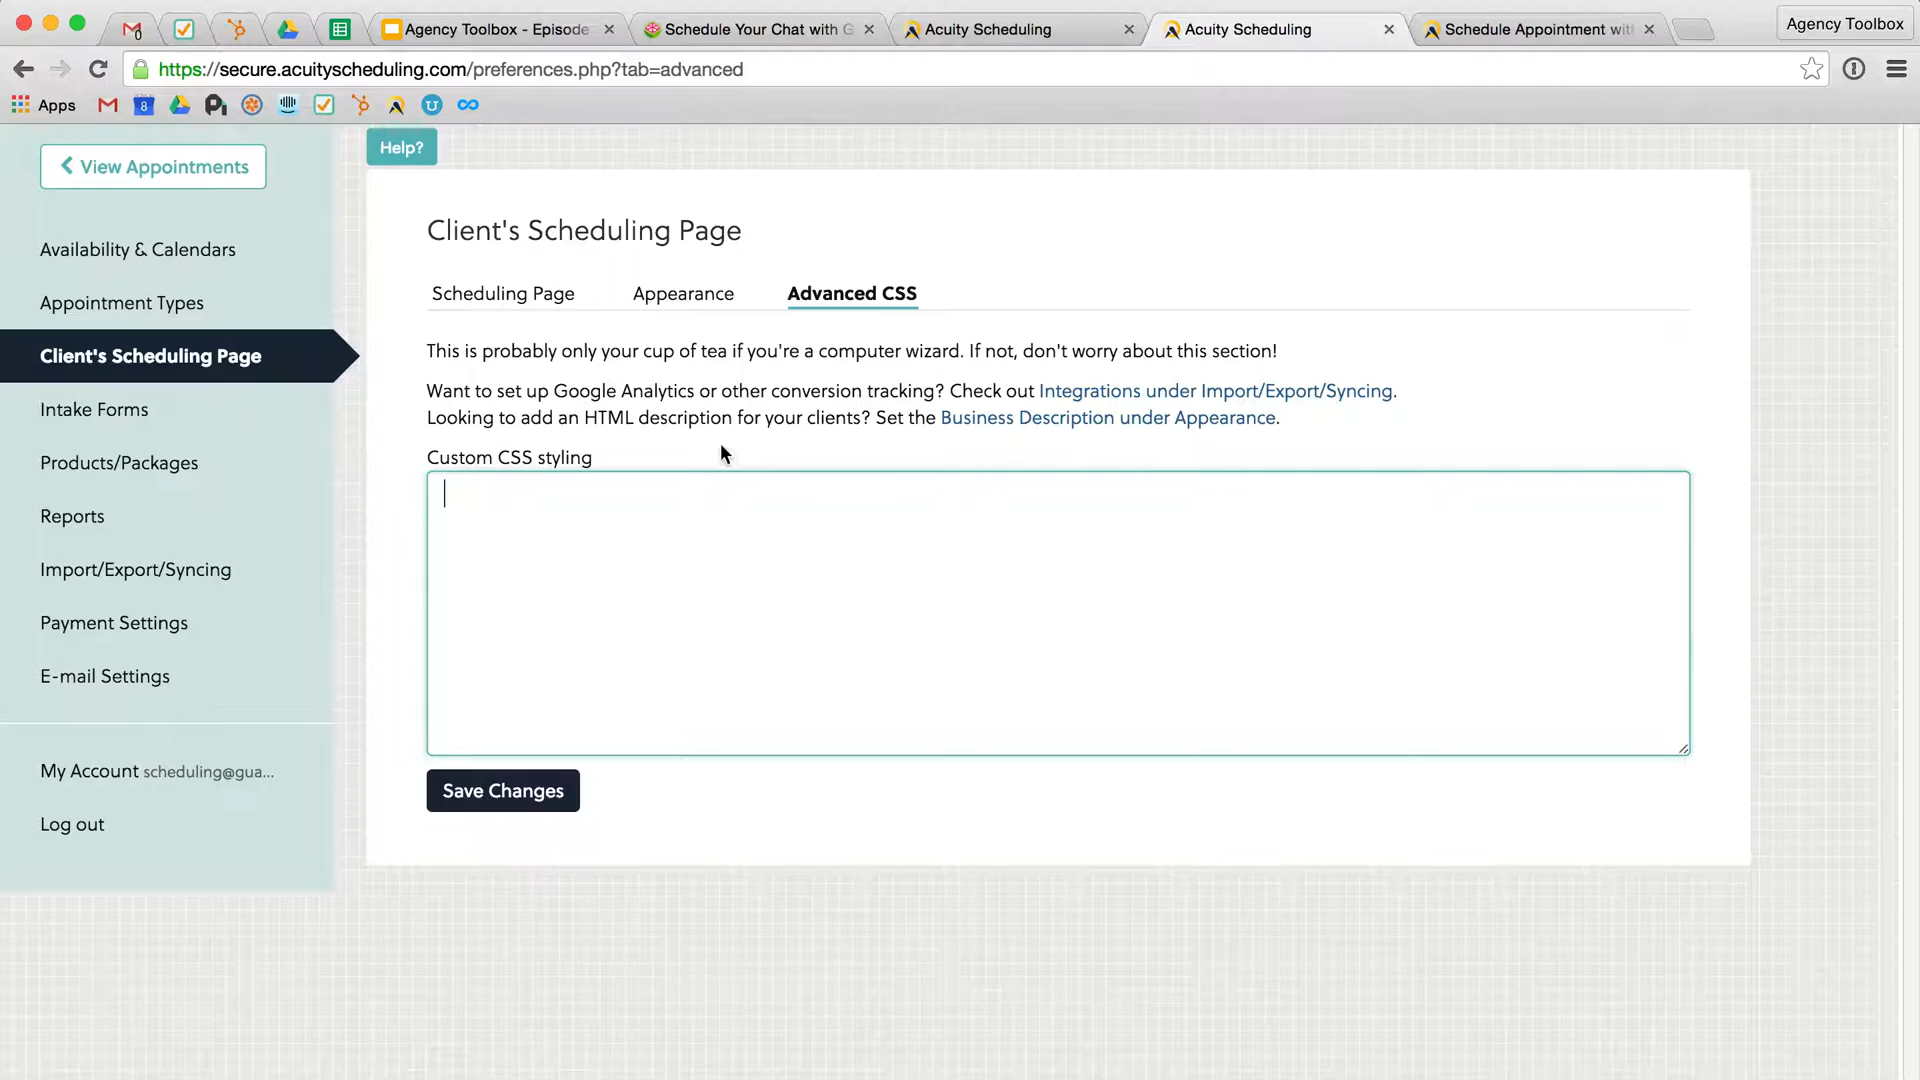 Agency Toolbox - Episode
Schedule Your Chat with G
Acuity Scheduling
Acuity Scheduling
Schedule Appointment wit
Agency Toolbox
https://secure.acuityscheduling.com/preferences.php?tab=advanced
Apps
8
U
Help?
View Appointments
Availability & Calendars
Appointment Types
Client's Scheduling Page
Intake Forms
Products/Packages
Reports
Import/Export/Syncing
Payment Settings
E-mail Settings
My Account scheduling@gua...
Log out
Client's Scheduling Page
Scheduling Page Appearance Advanced CSS
This is probably only your cup of tea if you're a computer wizard. If not, don't worry about this section!
Want to set up Google Analytics or other conversion tracking? Check out Integrations under Import/Export/Syncing.
Looking to add an HTML description for your clients? Set the Business Description under Appearance.
Custom CSS styling
Save Changes